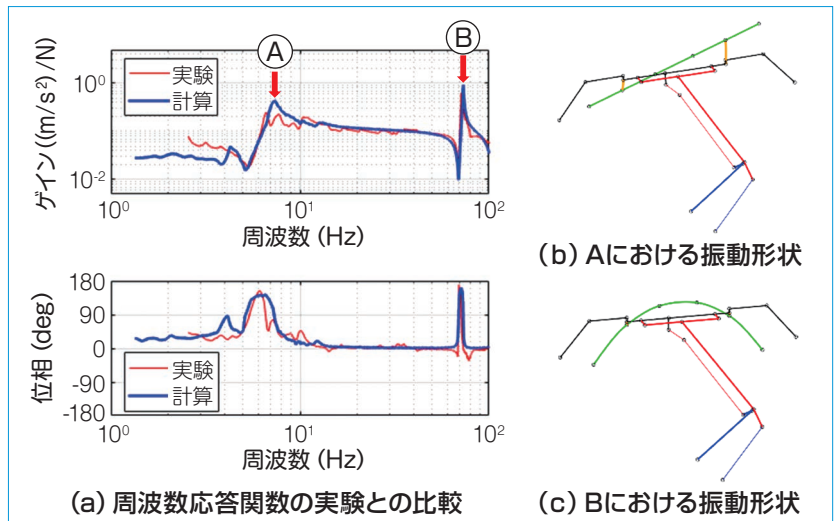 A
B
ゲイン ((m/s²) /N)
10⁰
10⁻²
実験
計算
10⁰
10¹
10²
周波数 (Hz)
(b) Aにおける振動形状
位相 (deg)
180
90
0
-90
-180
実験
計算
10⁰
10¹
10²
周波数 (Hz)
(a) 周波数応答関数の実験との比較
(c) Bにおける振動形状